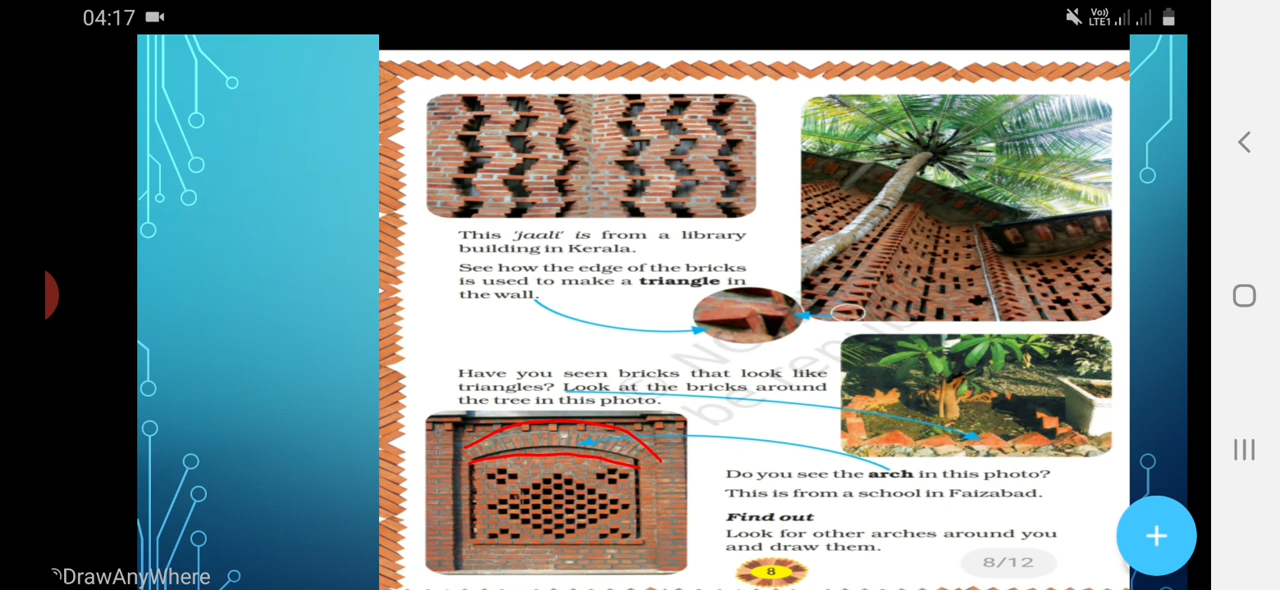 04:17
Vo))
LTE1
This 'jaali' is from a library
building in Kerala.
See how the edge of the bricks
is used to make a triangle in
the wall.
Have you seen bricks that look like
triangles? Look at the bricks around
the tree in this photo.
Do you see the arch in this photo?
This is from a school in Faizabad.
Find out
Look for other arches around you
and draw them.
8
8/12
DrawAnyWhere